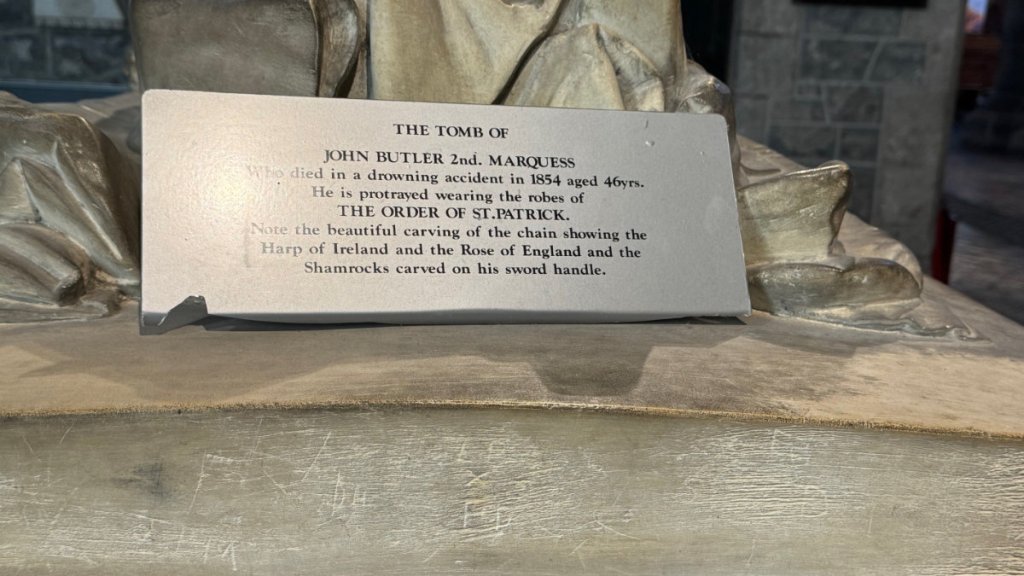 THE TOMB OF
JOHN BUTLER 2nd. MARQUESS
Who died in a drowning accident in 1854 aged 46yrs.
He is protrayed wearing the robes of
THE ORDER OF ST.PATRICK.
Note the beautiful carving of the chain showing the
Harp of Ireland and the Rose of England and the
Shamrocks carved on his sword handle.